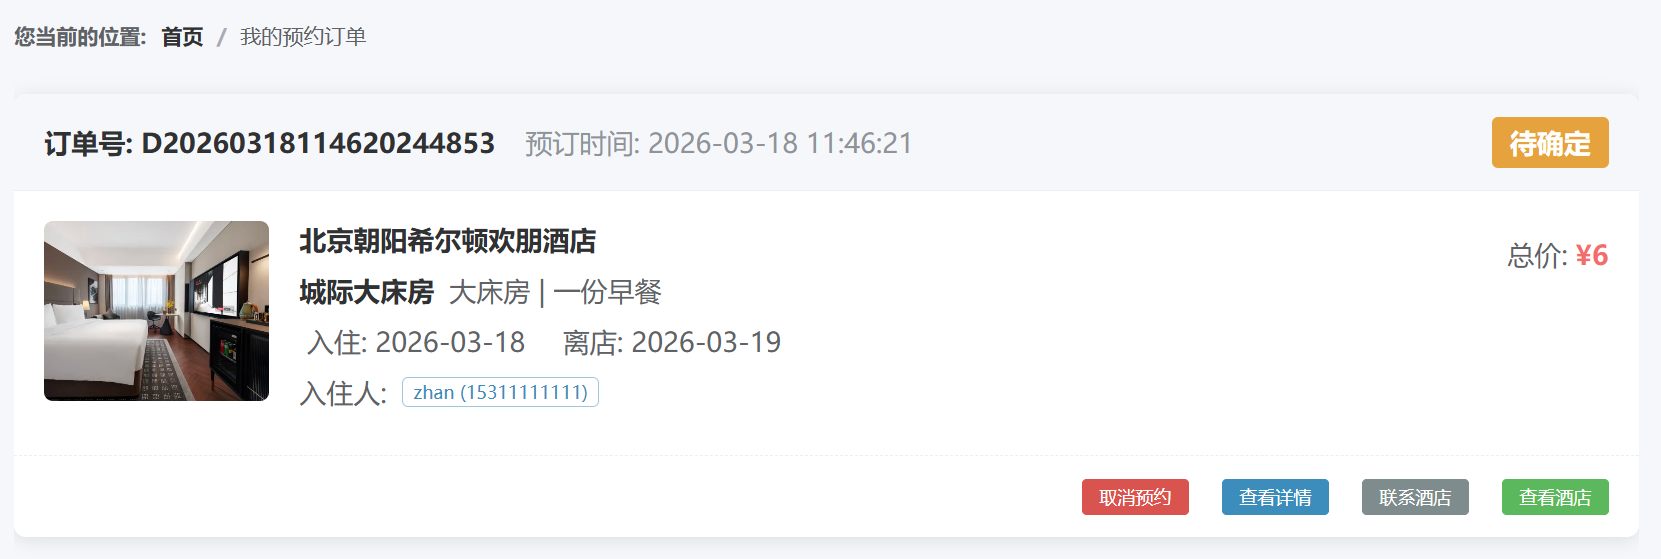 您当前的位置: 首页 / 我的预约订单
订单号: D20260318114620244853 预订时间: 2026-03-18 11:46:21 待确定
北京朝阳希尔顿欢朋酒店
总价: ¥6
城际大床房 大床房 | 一份早餐
入住: 2026-03-18 离店: 2026-03-19
入住人: zhan (15311111111)
取消预约 查看详情 联系酒店 查看酒店